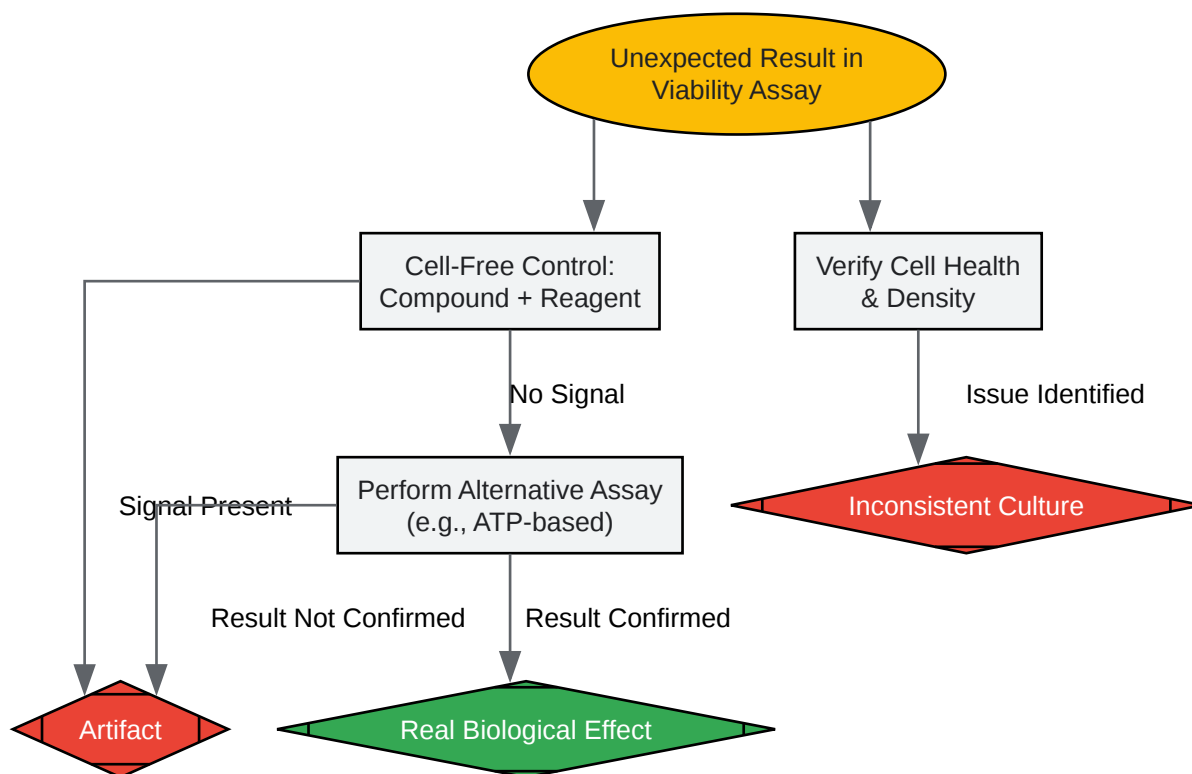 Unexpected Result in
Viability Assay
Cell-Free Control:
Compound + Reagent
Verify Cell Health
& Density
No Signal
Issue Identified
Signal Present
Perform Alternative Assay
(e.g., ATP-based)
Inconsistent Culture
Result Not Confirmed
Result Confirmed
Artifact
Real Biological Effect